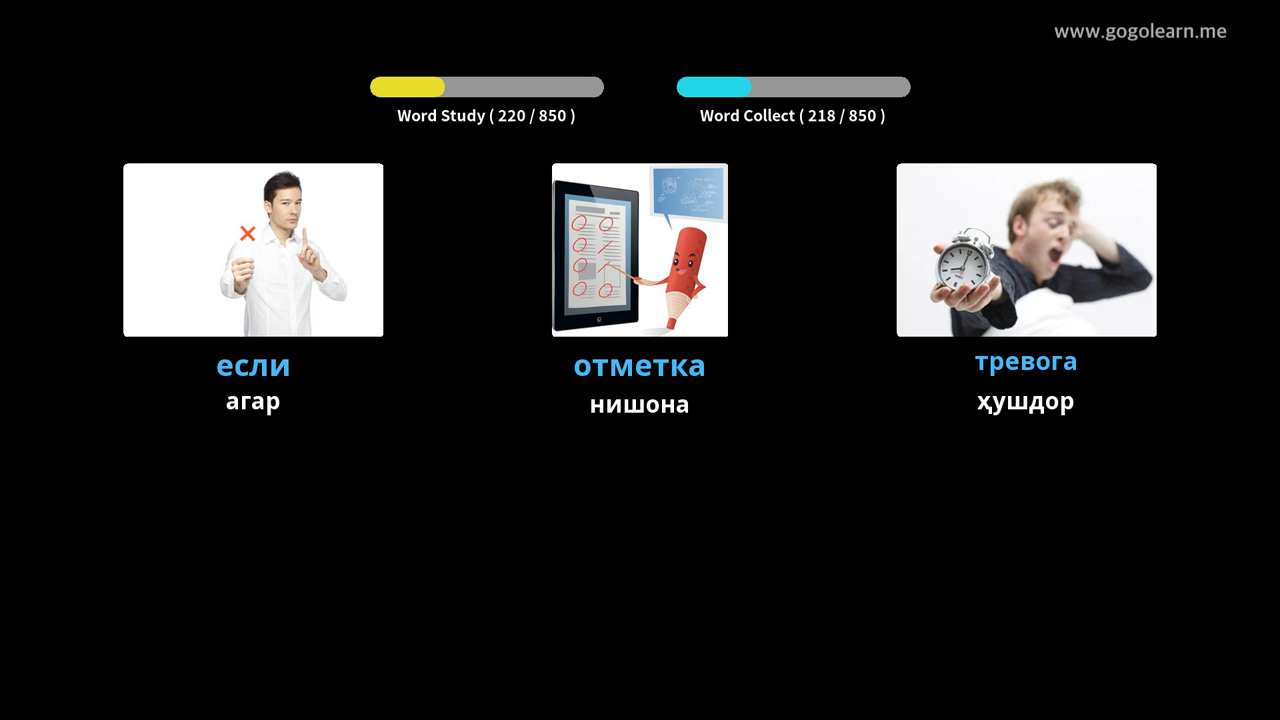 www.gogolearn.me
Word Study ( 220 / 850 )
Word Collect ( 218 / 850 )
если
отметка
тревога
агар
нишона
ҳушдор